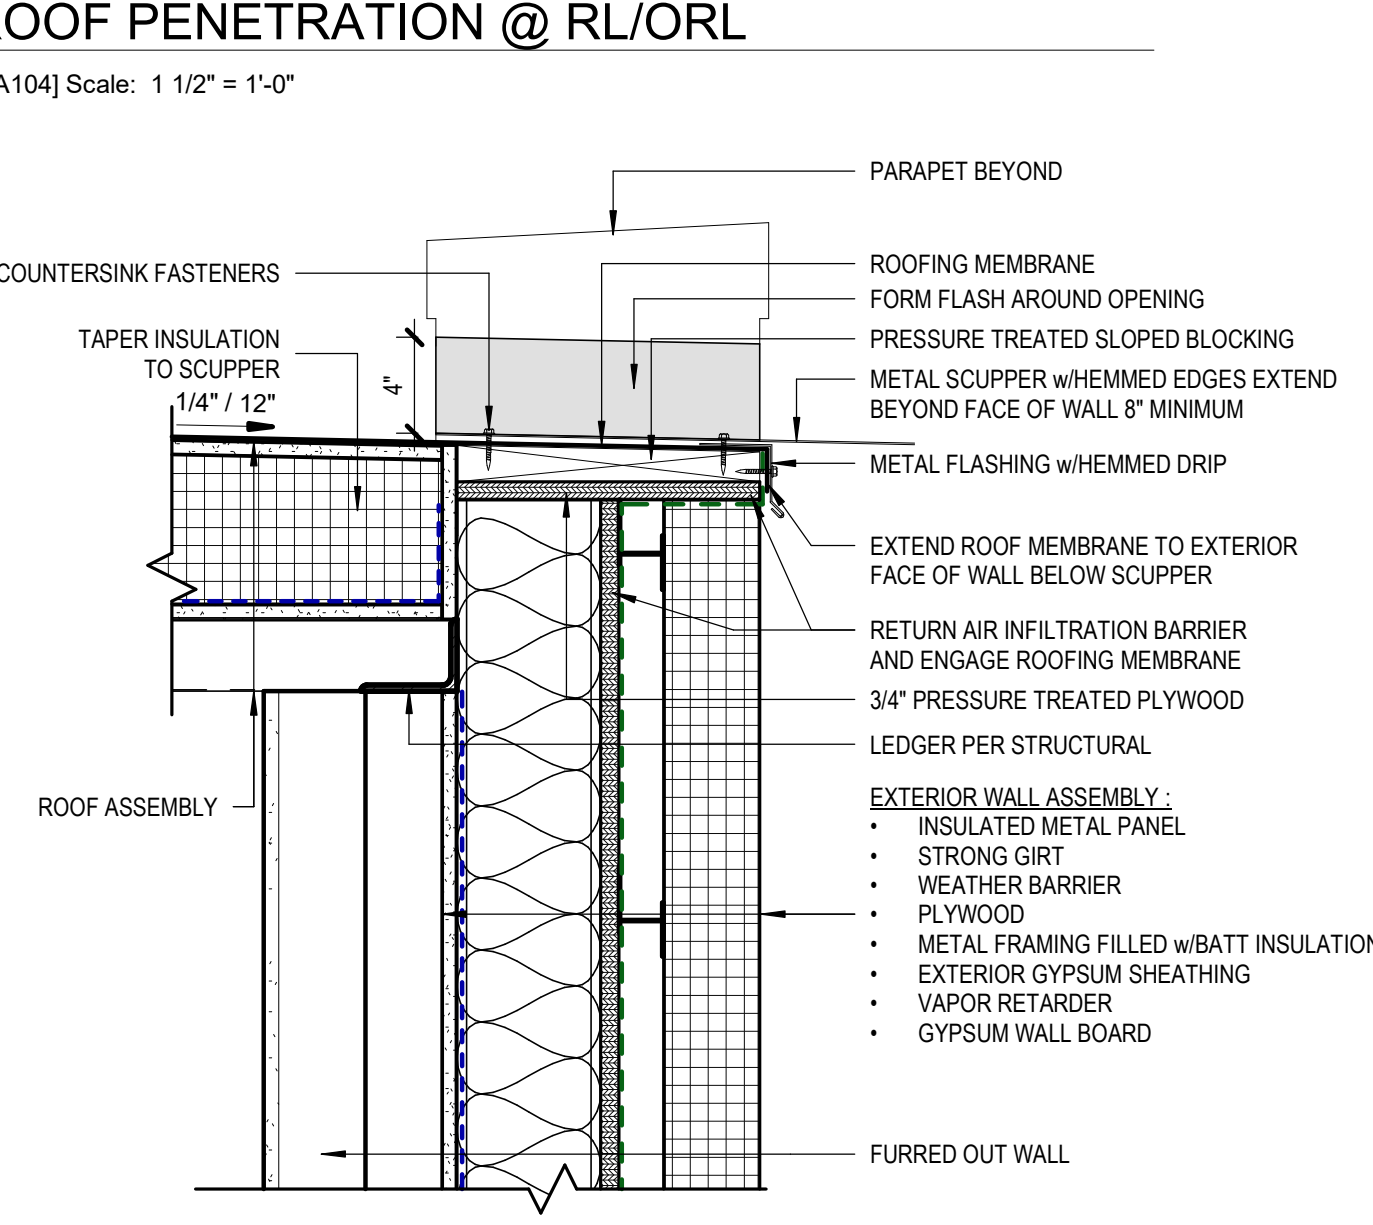 OOF PENETRATION @ RL/ORL
A104] Scale: 1 1/2" = 1'-0"
PARAPET BEYOND
COUNTERSINK FASTENERS
ROOFING MEMBRANE
FORM FLASH AROUND OPENING
TAPER INSULATION
TO SCUPPER
1/4" / 12"
4"
PRESSURE TREATED SLOPED BLOCKING
METAL SCUPPER w/HEMMED EDGES EXTEND
BEYOND FACE OF WALL 8" MINIMUM
METAL FLASHING w/HEMMED DRIP
EXTEND ROOF MEMBRANE TO EXTERIOR
FACE OF WALL BELOW SCUPPER
RETURN AIR INFILTRATION BARRIER
AND ENGAGE ROOFING MEMBRANE
3/4" PRESSURE TREATED PLYWOOD
LEDGER PER STRUCTURAL
ROOF ASSEMBLY
EXTERIOR WALL ASSEMBLY :
• INSULATED METAL PANEL
• STRONG GIRT
• WEATHER BARRIER
• PLYWOOD
• METAL FRAMING FILLED w/BATT INSULATION
• EXTERIOR GYPSUM SHEATHING
• VAPOR RETARDER
• GYPSUM WALL BOARD
FURRED OUT WALL